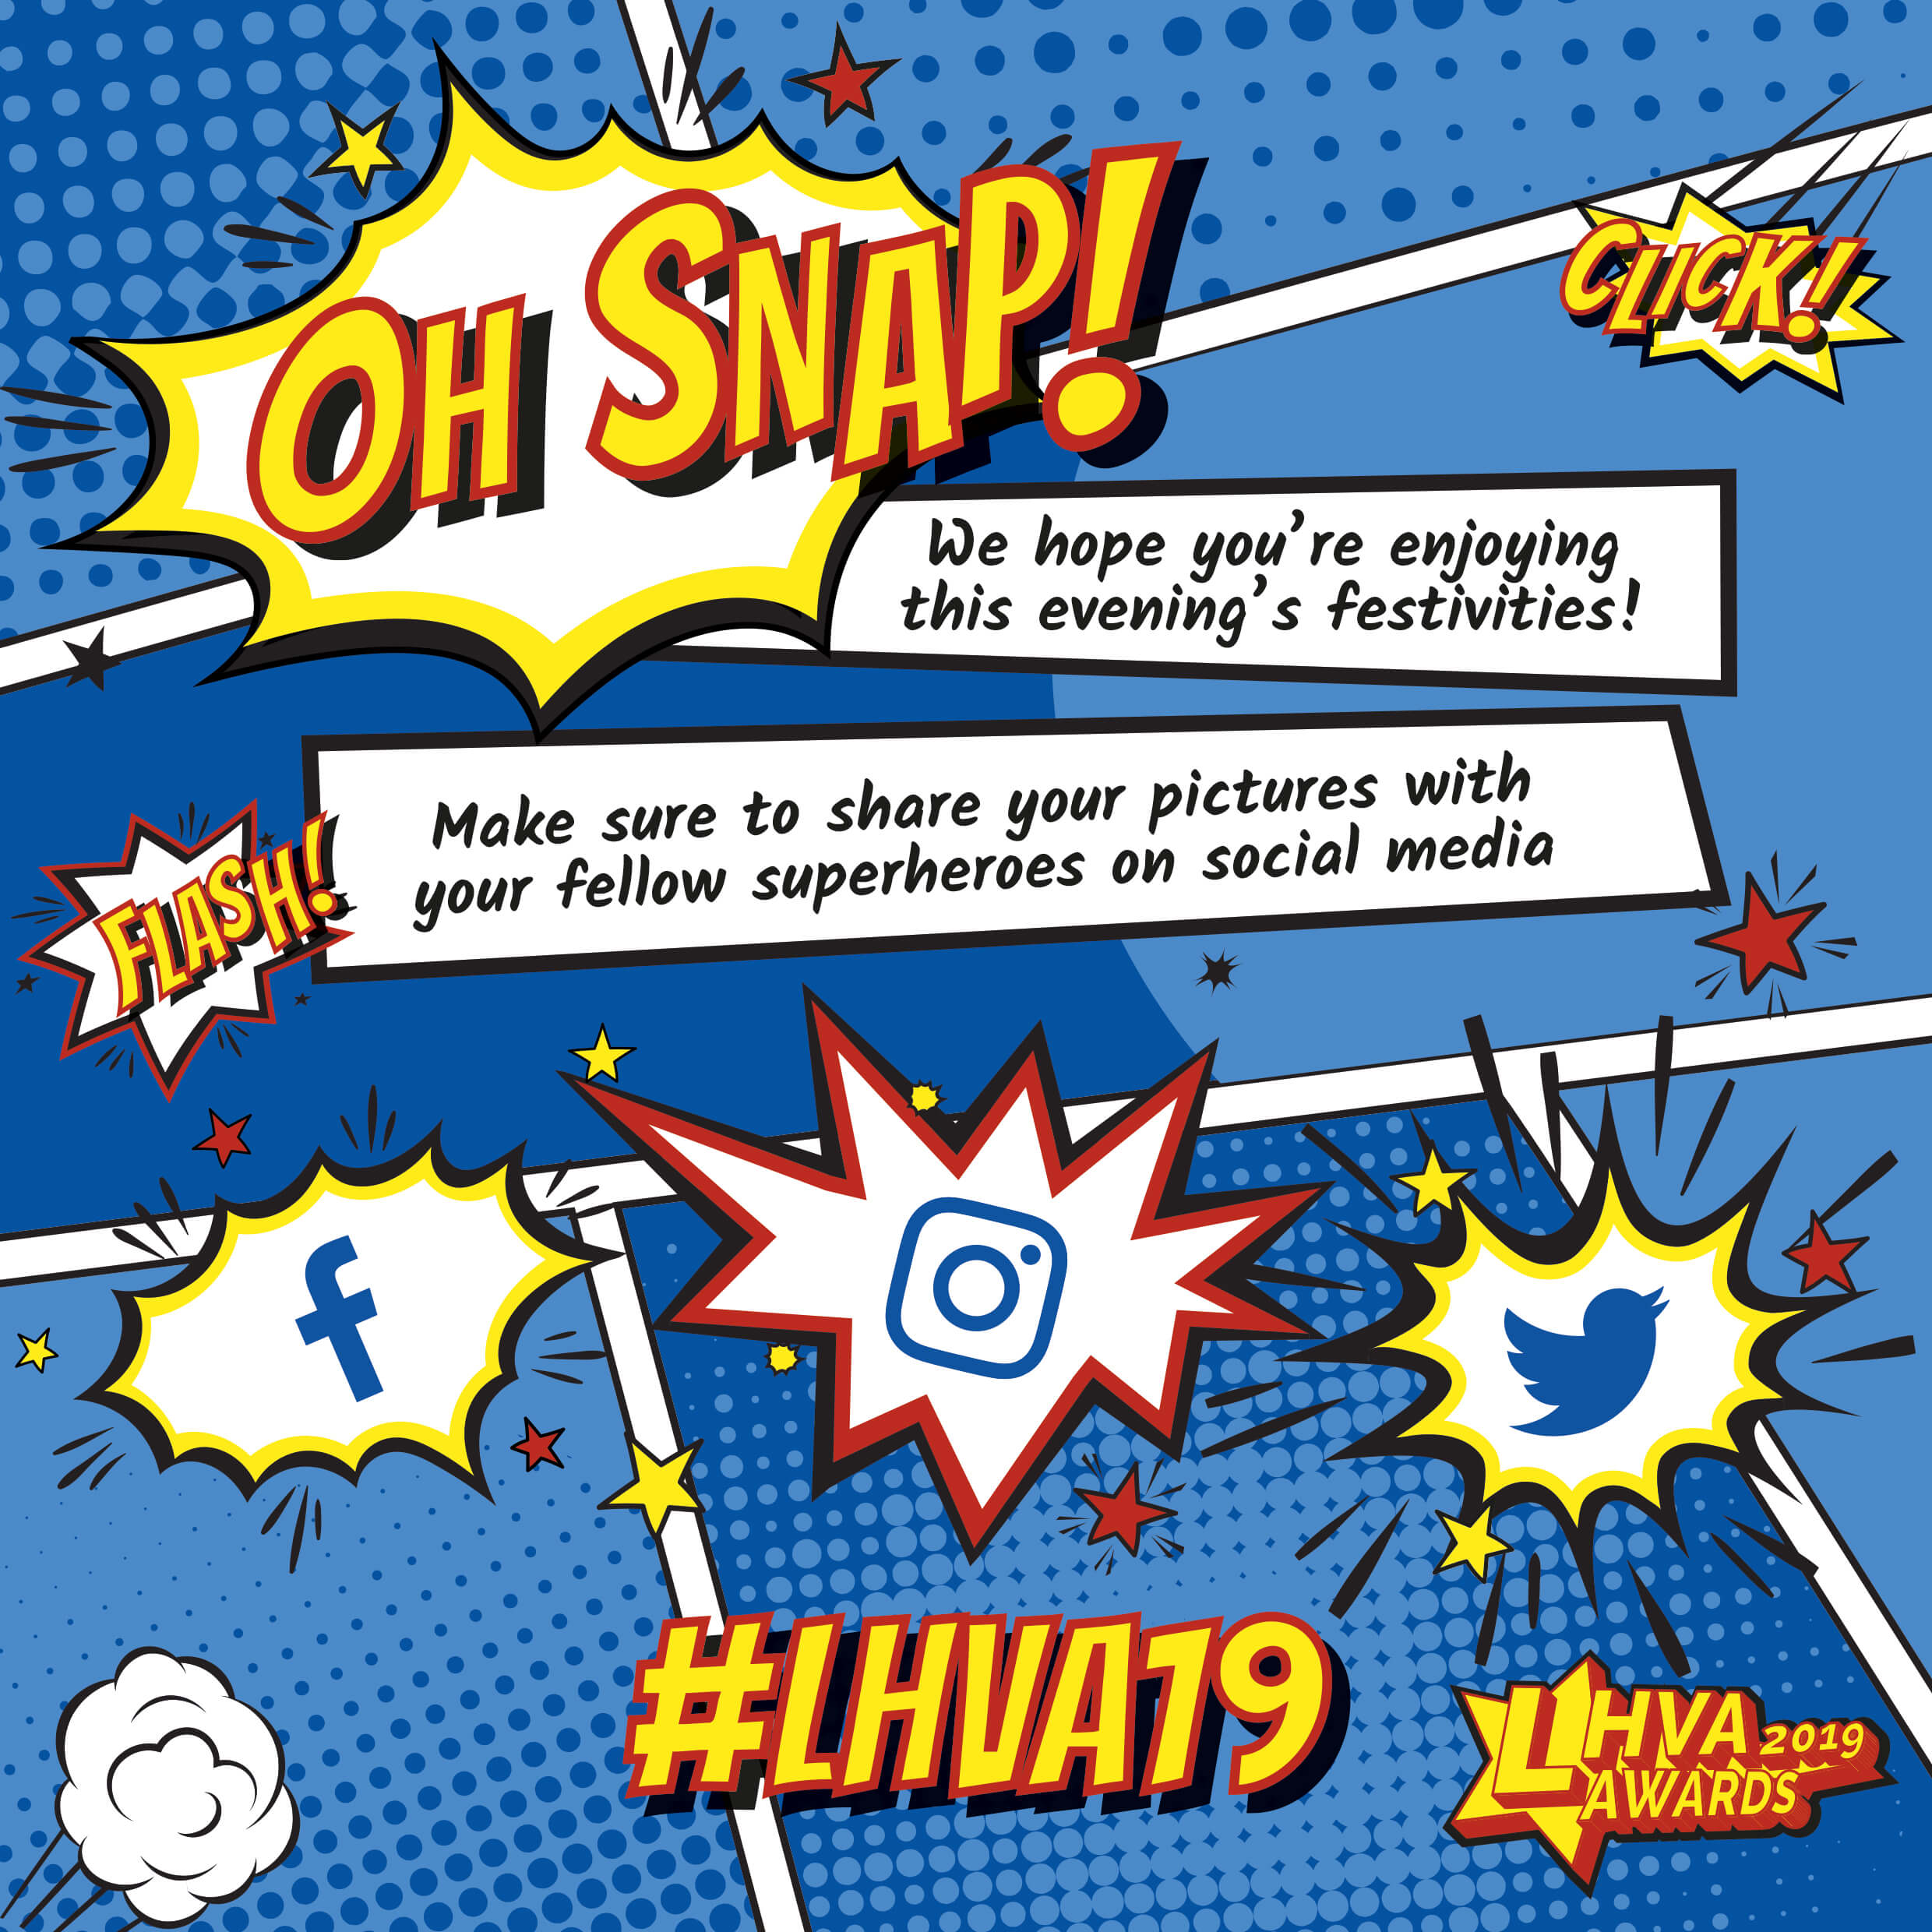 OH SNAP!
CLICK!
We hope you're enjoying
this evening's festivities!
Make sure to share your pictures with
your fellow superheroes on social media
FLASH!
#LHVA19
LHVA 2019
AWARDS